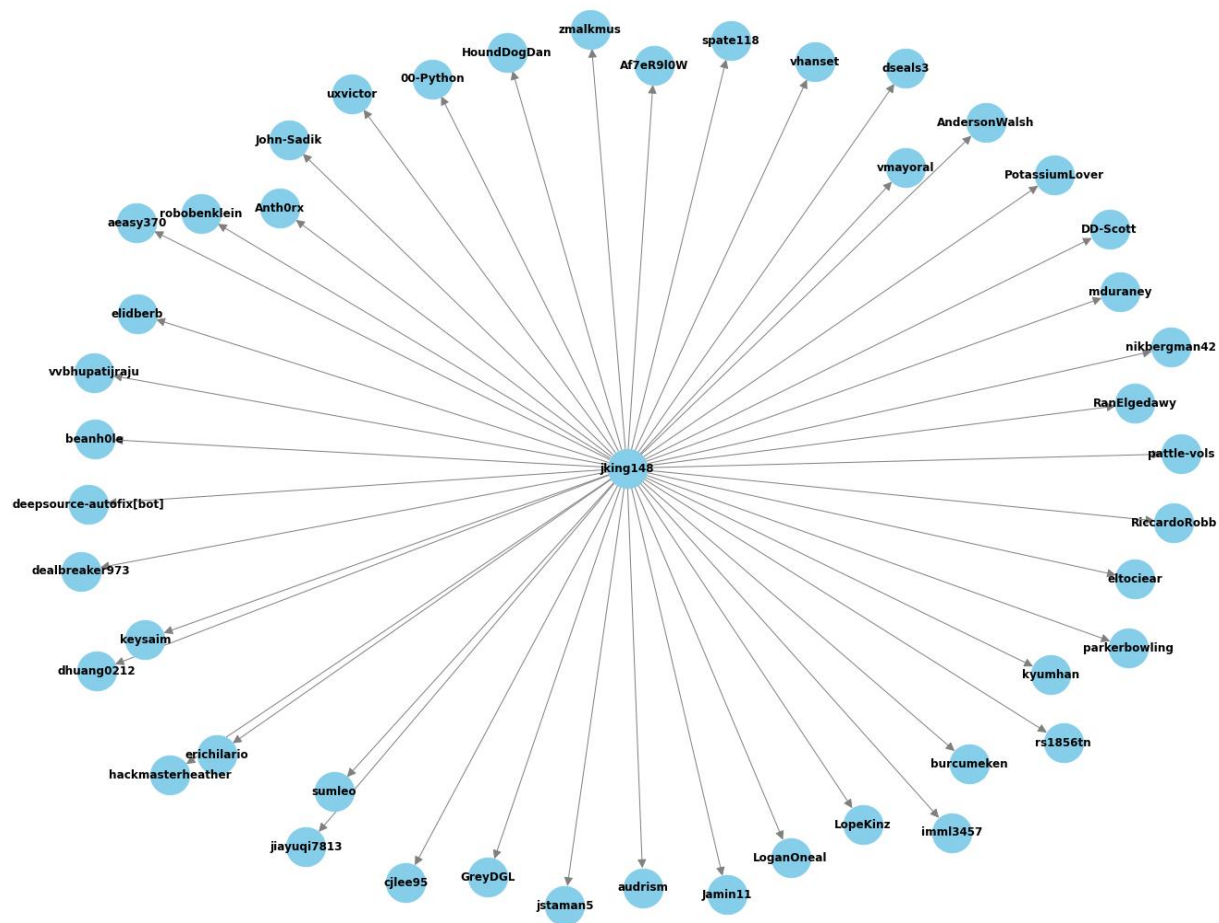 zmalkmus
spate118
HoundDogDan
Af7eR9l0W
vhanset
dseals3
00-Python
uxvictor
AndersonWalsh
John-Sadik
vmayoral
PotassiumLover
Anth0rx
robobenklein
aeasy370
DD-Scott
mduraney
elidberb
nikbergman42
vvbhupatijraju
RanElgedawy
beanh0le
pattle-vols
jking148
deepsource-autofix[bot]
RiccardoRobb
dealbreaker973
eltociear
keysaim
parkerbowling
dhuang0212
kyumhan
rs1856tn
erichilario
burcumeken
hackmasterheather
sumleo
LopeKinz
imml3457
jiayuqi7813
LoganOneal
GreyDGL
cjlee95
audrism
Jamin11
jstaman5